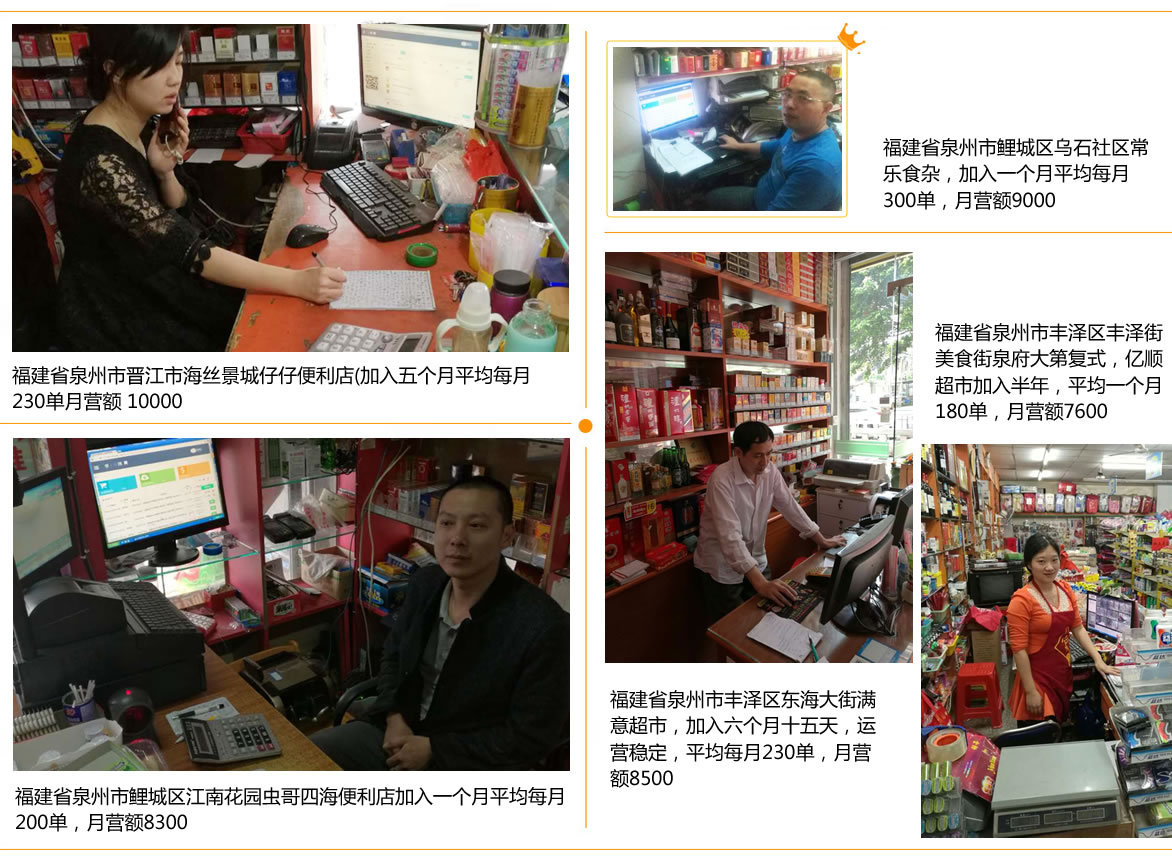 福建省泉州市晋江市海丝景城仔仔便利店(加入五个月平均每月
230单月营额 10000
福建省泉州市鲤城区江南花园虫哥四海便利店加入一个月平均每月
200单，月营额8300
福建省泉州市鲤城区乌石社区常
乐食杂，加入一个月平均每月
300单，月营额9000
福建省泉州市丰泽区丰泽街
美食街泉府大第复式，亿顺
超市加入半年，平均一个月
180单，月营额7600
福建省泉州市丰泽区东海大街满
意超市，加入六个月十五天，运
营稳定，平均每月230单，月营
额8500